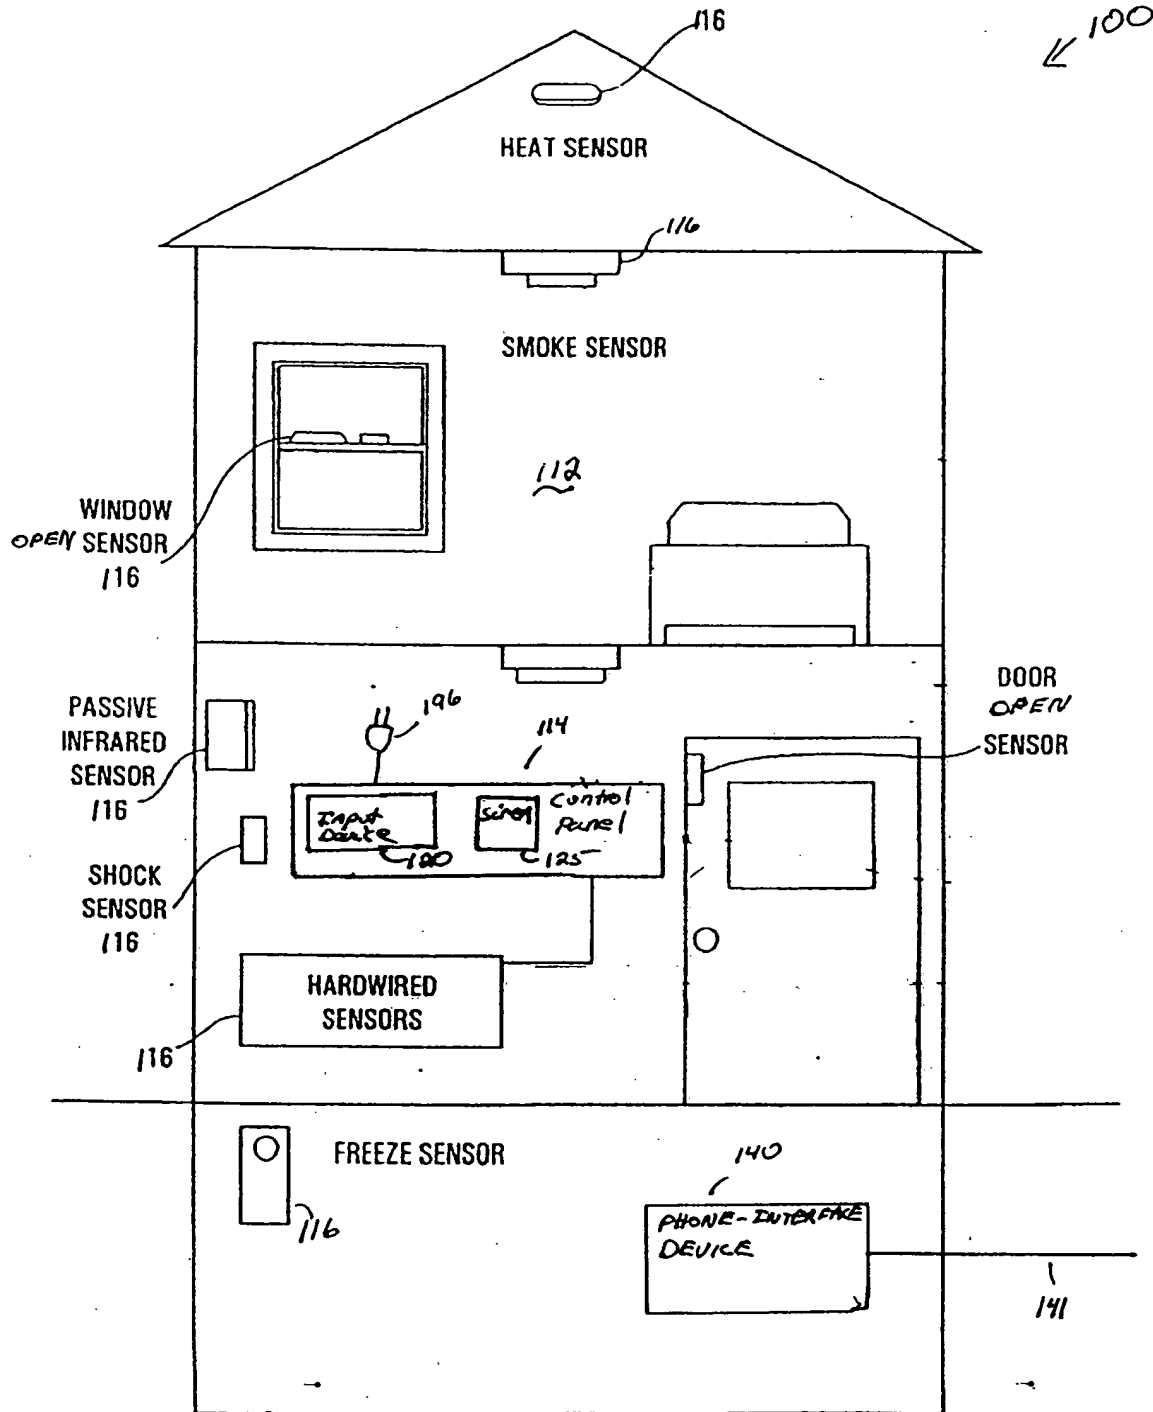 116
100
HEAT SENSOR
116
SMOKE SENSOR
112
WINDOW
OPEN SENSOR
116
DOOR
OPEN
SENSOR
PASSIVE
INFRARED
SENSOR
116
196
114
Input
Device
120
Siren
125
Control
Panel
SHOCK
SENSOR
116
HARDWIRED
SENSORS
116
FREEZE SENSOR
116
140
PHONE-INTERFACE
DEVICE
141